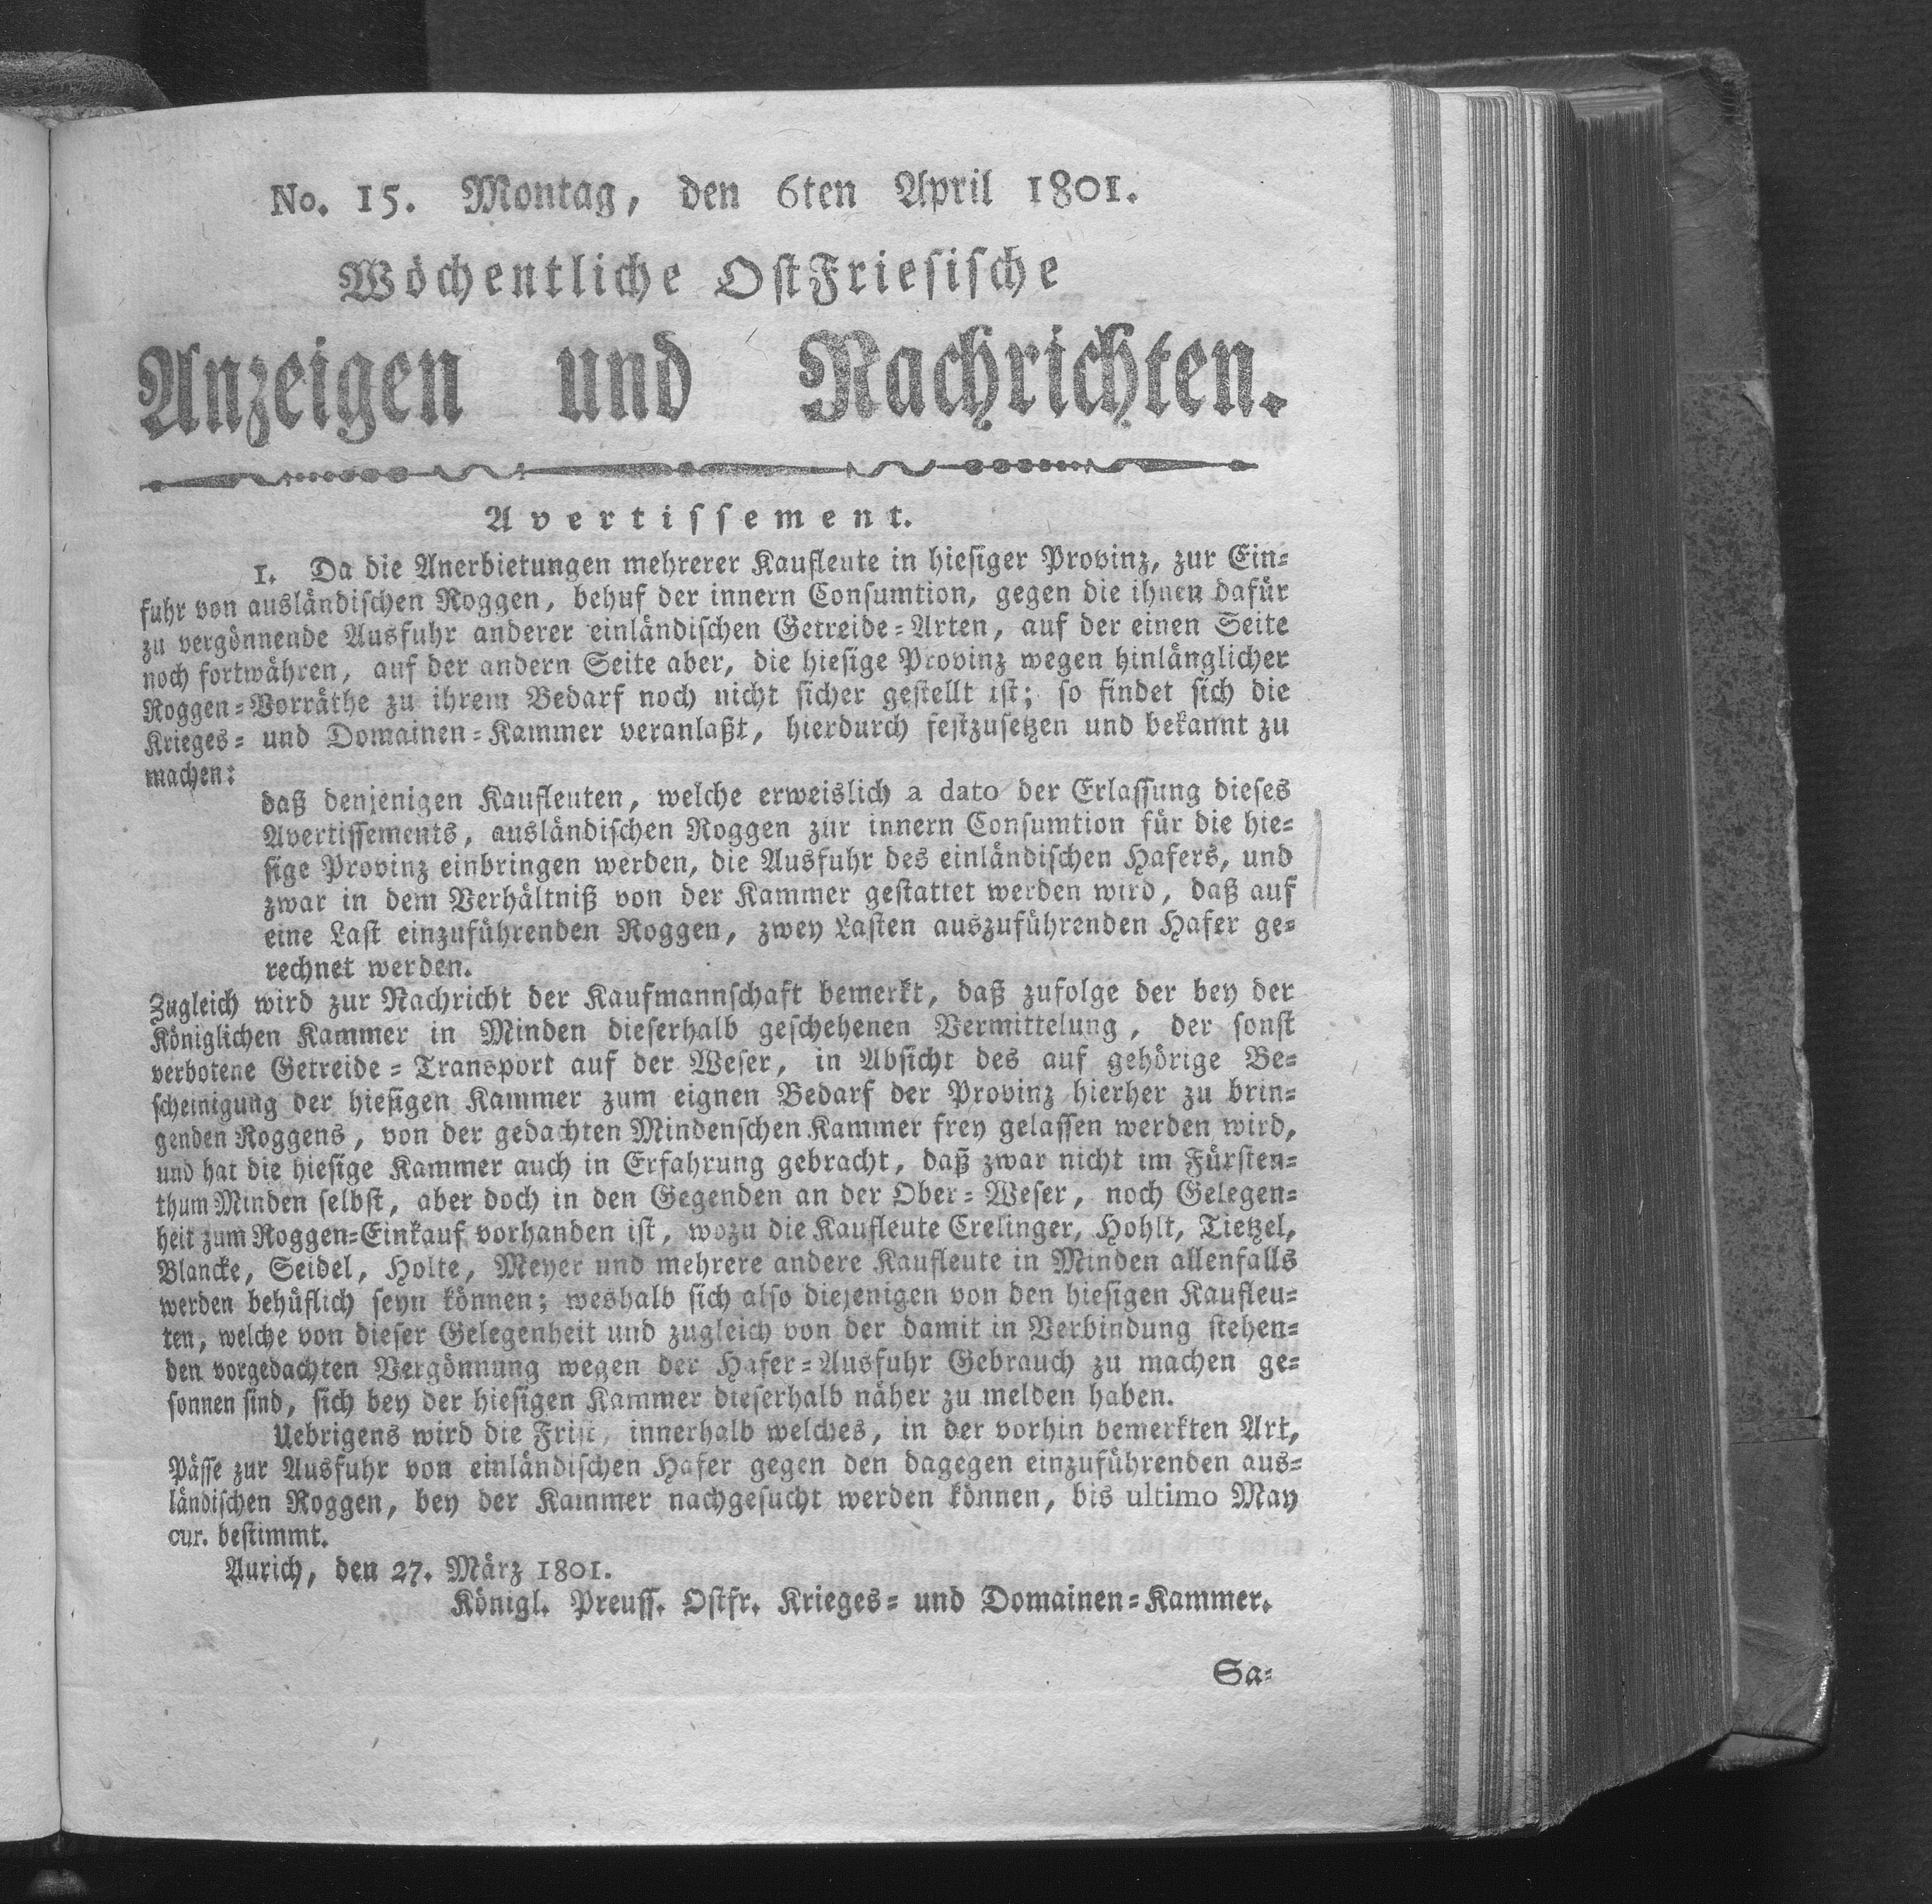 No. 15. Montag, den 6ten April 1801.
Wöchentliche OstFriesische
Anzeigen und Nachrichten.
Avertissement.
1. Da die Anerbietungen mehrerer Kaufleute in hiesiger Provinz, zur Ein-
fuhr von ausländischen Roggen, behuf der innern Consumtion, gegen die ihnen dafür
zu vergönnende Ausfuhr anderer einländischen Getreide-Arten, auf der einen Seite
noch fortwähren, auf der andern Seite aber, die hiesige Provinz wegen hinlänglicher
Roggen-Vorräthe zu ihrem Bedarf noch nicht sicher gestellt ist; so findet sich die
Krieges- und Domainen-Kammer veranlaßt, hierdurch festzusetzen und bekannt zu
machen:
daß denjenigen Kaufleuten, welche erweislich a dato der Erlassung dieses
Avertissements, ausländischen Roggen zur innern Consumtion für die hie-
sige Provinz einbringen werden, die Ausfuhr des einländischen Hafers, und
zwar in dem Verhältniß von der Kammer gestattet werden wird, daß auf
eine Last einzuführenden Roggen, zwey Lasten auszuführenden Hafer ge-
rechnet werden.
Zugleich wird zur Nachricht der Kaufmannschaft bemerkt, daß zufolge der bey der
Königlichen Kammer in Minden dieserhalb geschehenen Vermittelung, der sonst
verbotene Getreide-Transport auf der Weser, in Absicht des auf gehörige Be-
scheinigung der hiesigen Kammer zum eignen Bedarf der Provinz hierher zu brin-
genden Roggens, von der gedachten Mindenschen Kammer frey gelassen werden wird,
und hat die hiesige Kammer auch in Erfahrung gebracht, daß zwar nicht im Fürsten-
thum Minden selbst, aber doch in den Gegenden an der Ober-Weser, noch Gelegen-
heit zum Roggen-Einkauf vorhanden ist, wozu die Kaufleute Crelinger, Hohlt, Tietzel,
Blancke, Seidel, Holte, Meyer und mehrere andere Kaufleute in Minden allenfalls
werden behüflich seyn können; weshalb sich also diejenigen von den hiesigen Kaufleu-
ten, welche von dieser Gelegenheit und zugleich von der damit in Verbindung stehen-
den vorgedachten Vergönnung wegen der Hafer-Ausfuhr Gebrauch zu machen ge-
sonnen sind, sich bey der hiesigen Kammer dieserhalb näher zu melden haben.
Uebrigens wird die Frist, innerhalb welches, in der vorhin bemerkten Art,
Pässe zur Ausfuhr von einländischen Hafer gegen den dagegen einzuführenden aus-
ländischen Roggen, bey der Kammer nachgesucht werden können, bis ultimo May
cur. bestimmt.
Aurich, den 27. März 1801.
Königl. Preuss. Ostfr. Krieges- und Domainen-Kammer.
Sa-